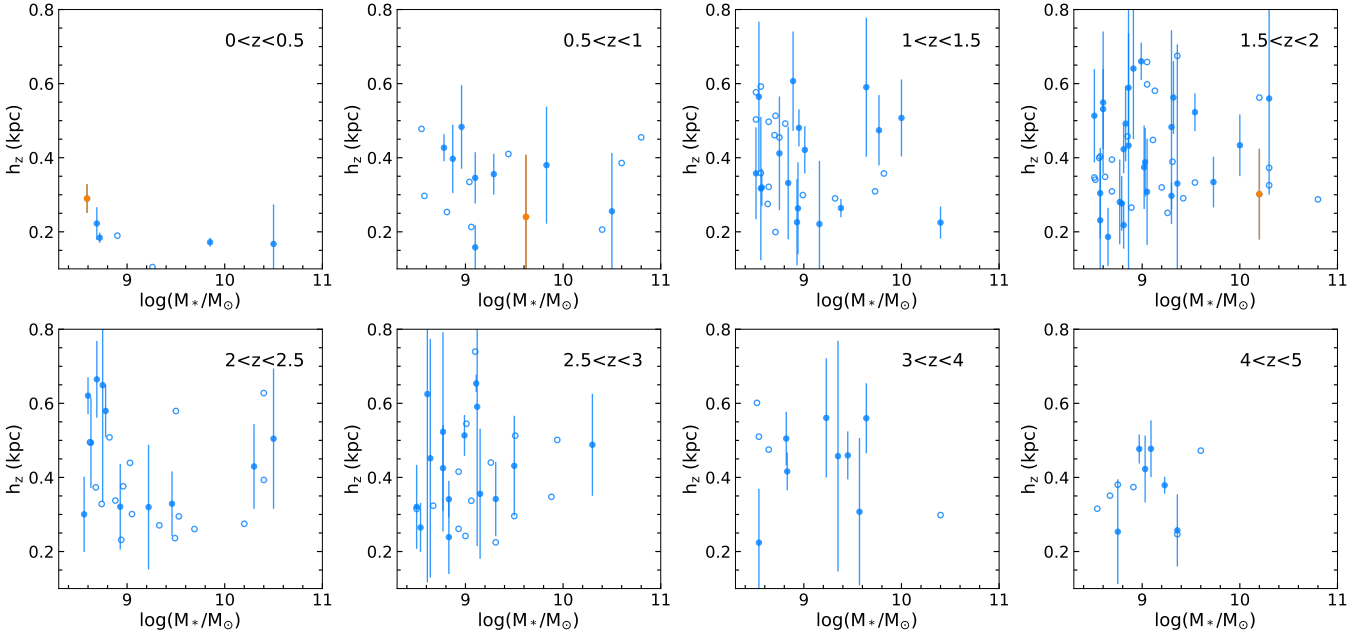 0.8
0.6
0.4
0.2
h_z (kpc)
0<z<0.5
9 10 11
log(M_*/M_⊙)
0.8
0.6
0.4
0.2
h_z (kpc)
0.5<z<1
9 10 11
log(M_*/M_⊙)
0.8
0.6
0.4
0.2
h_z (kpc)
1<z<1.5
9 10 11
log(M_*/M_⊙)
0.8
0.6
0.4
0.2
h_z (kpc)
1.5<z<2
9 10 11
log(M_*/M_⊙)
0.8
0.6
0.4
0.2
h_z (kpc)
2<z<2.5
9 10 11
log(M_*/M_⊙)
0.8
0.6
0.4
0.2
h_z (kpc)
2.5<z<3
9 10 11
log(M_*/M_⊙)
0.8
0.6
0.4
0.2
h_z (kpc)
3<z<4
9 10 11
log(M_*/M_⊙)
0.8
0.6
0.4
0.2
h_z (kpc)
4<z<5
9 10 11
log(M_*/M_⊙)